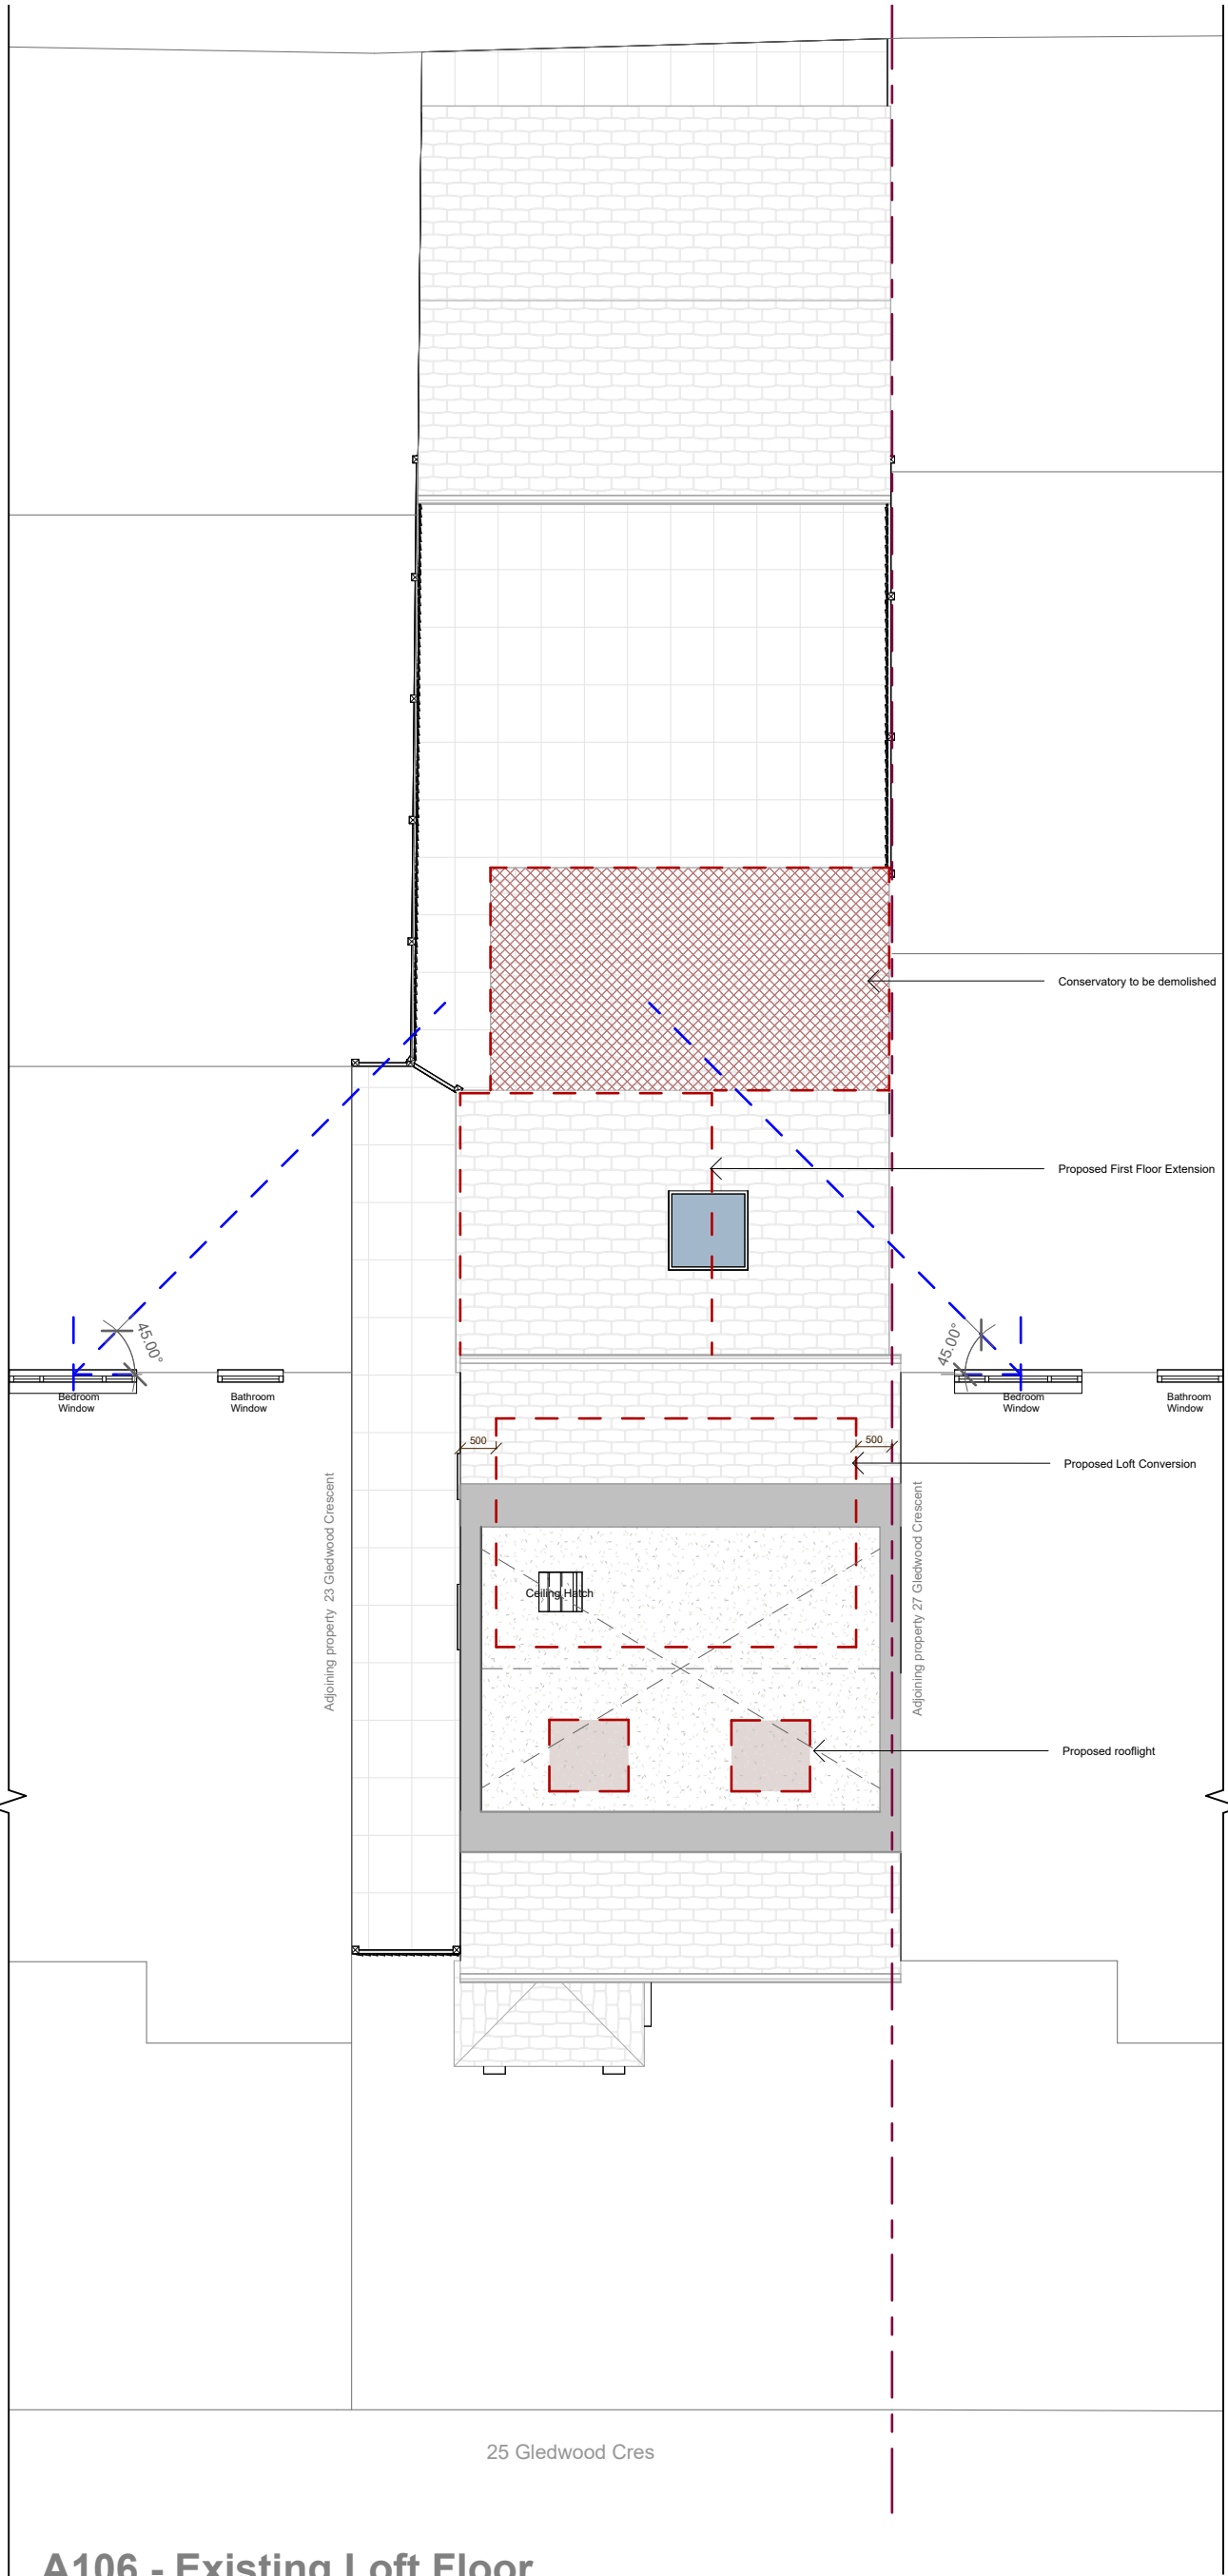 Conservatory to be demolished
Proposed First Floor Extension
45.00°
45.00°
Bedroom
Window
Bathroom
Window
Bedroom
Window
Bathroom
Window
500
500
Proposed Loft Conversion
Adjoining property 23 Gledwood Crescent
Adjoining property 27 Gledwood Crescent
Ceiling Hatch
Proposed rooflight
25 Gledwood Cres
A106 - Existing Loft Floor